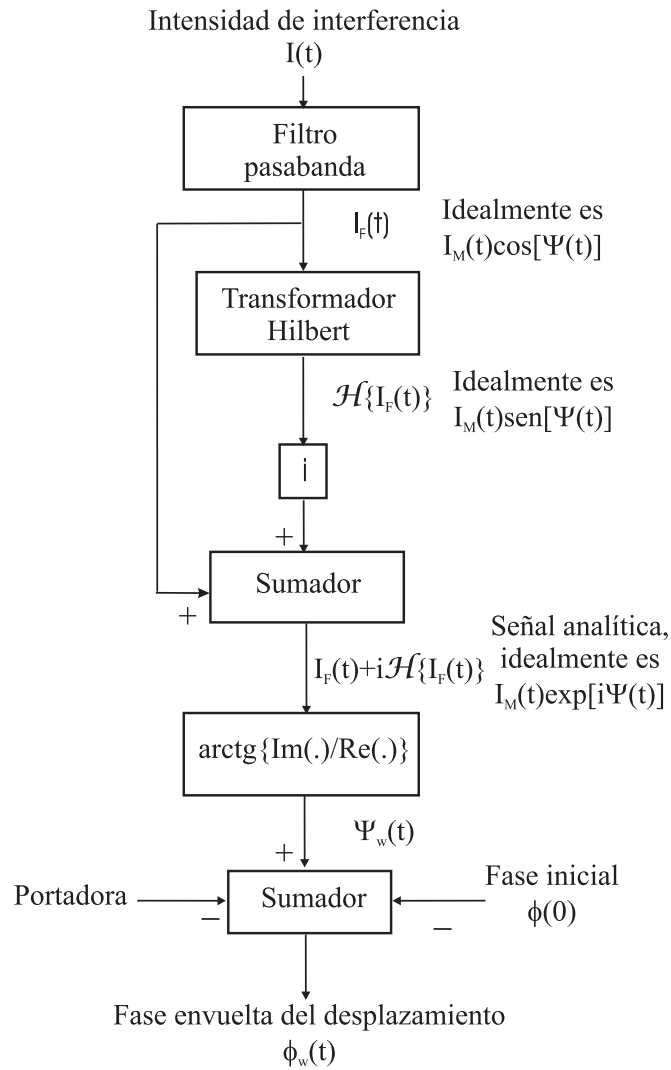 Intensidad de interferencia
I(t)
Filtro
pasabanda
I_F(t)
Idealmente es
I_M(t)cos[Ψ(t)]
Transformador
Hilbert
ℋ{I_F(t)}
Idealmente es
I_M(t)sen[Ψ(t)]
i
+
Sumador
+
I_F(t)+iℋ{I_F(t)}
Señal analítica,
idealmente es
I_M(t)exp[iΨ(t)]
arctg{Im(.)/Re(.)}
Ψ_w(t)
+
Portadora
−
Sumador
−
Fase inicial
ϕ(0)
Fase envuelta del desplazamiento
ϕ_w(t)